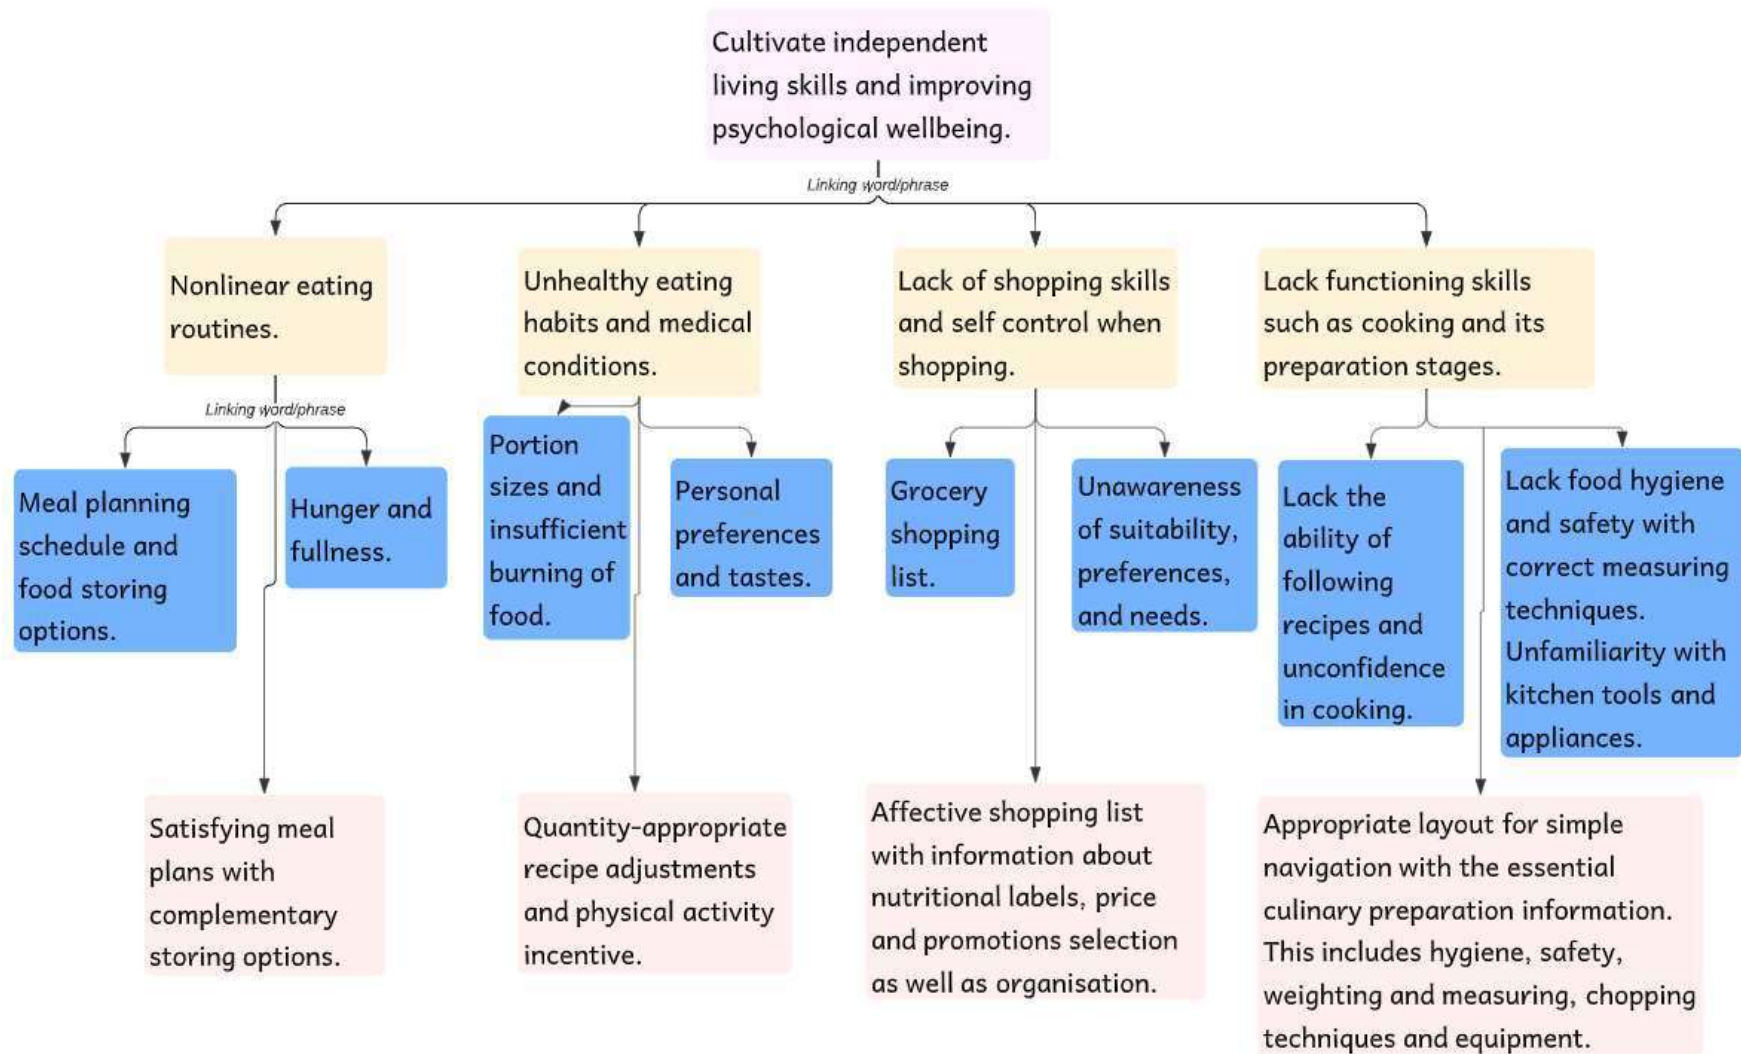 Cultivate independent
living skills and improving
psychological wellbeing.
Linking word/phrase
Nonlinear eating
routines.
Unhealthy eating
habits and medical
conditions.
Lack of shopping skills
and self control when
shopping.
Lack functioning skills
such as cooking and its
preparation stages.
Linking word/phrase
Meal planning
schedule and
food storing
options.
Hunger and
fullness.
Portion
sizes and
insufficient
burning of
food.
Personal
preferences
and tastes.
Grocery
shopping
list.
Unawareness
of suitability,
preferences,
and needs.
Lack the
ability of
following
recipes and
unconfidence
in cooking.
Lack food hygiene
and safety with
correct measuring
techniques.
Unfamiliarity with
kitchen tools and
appliances.
Satisfying meal
plans with
complementary
storing options.
Quantity-appropriate
recipe adjustments
and physical activity
incentive.
Affective shopping list
with information about
nutritional labels, price
and promotions selection
as well as organisation.
Appropriate layout for simple
navigation with the essential
culinary preparation information.
This includes hygiene, safety,
weighting and measuring, chopping
techniques and equipment.